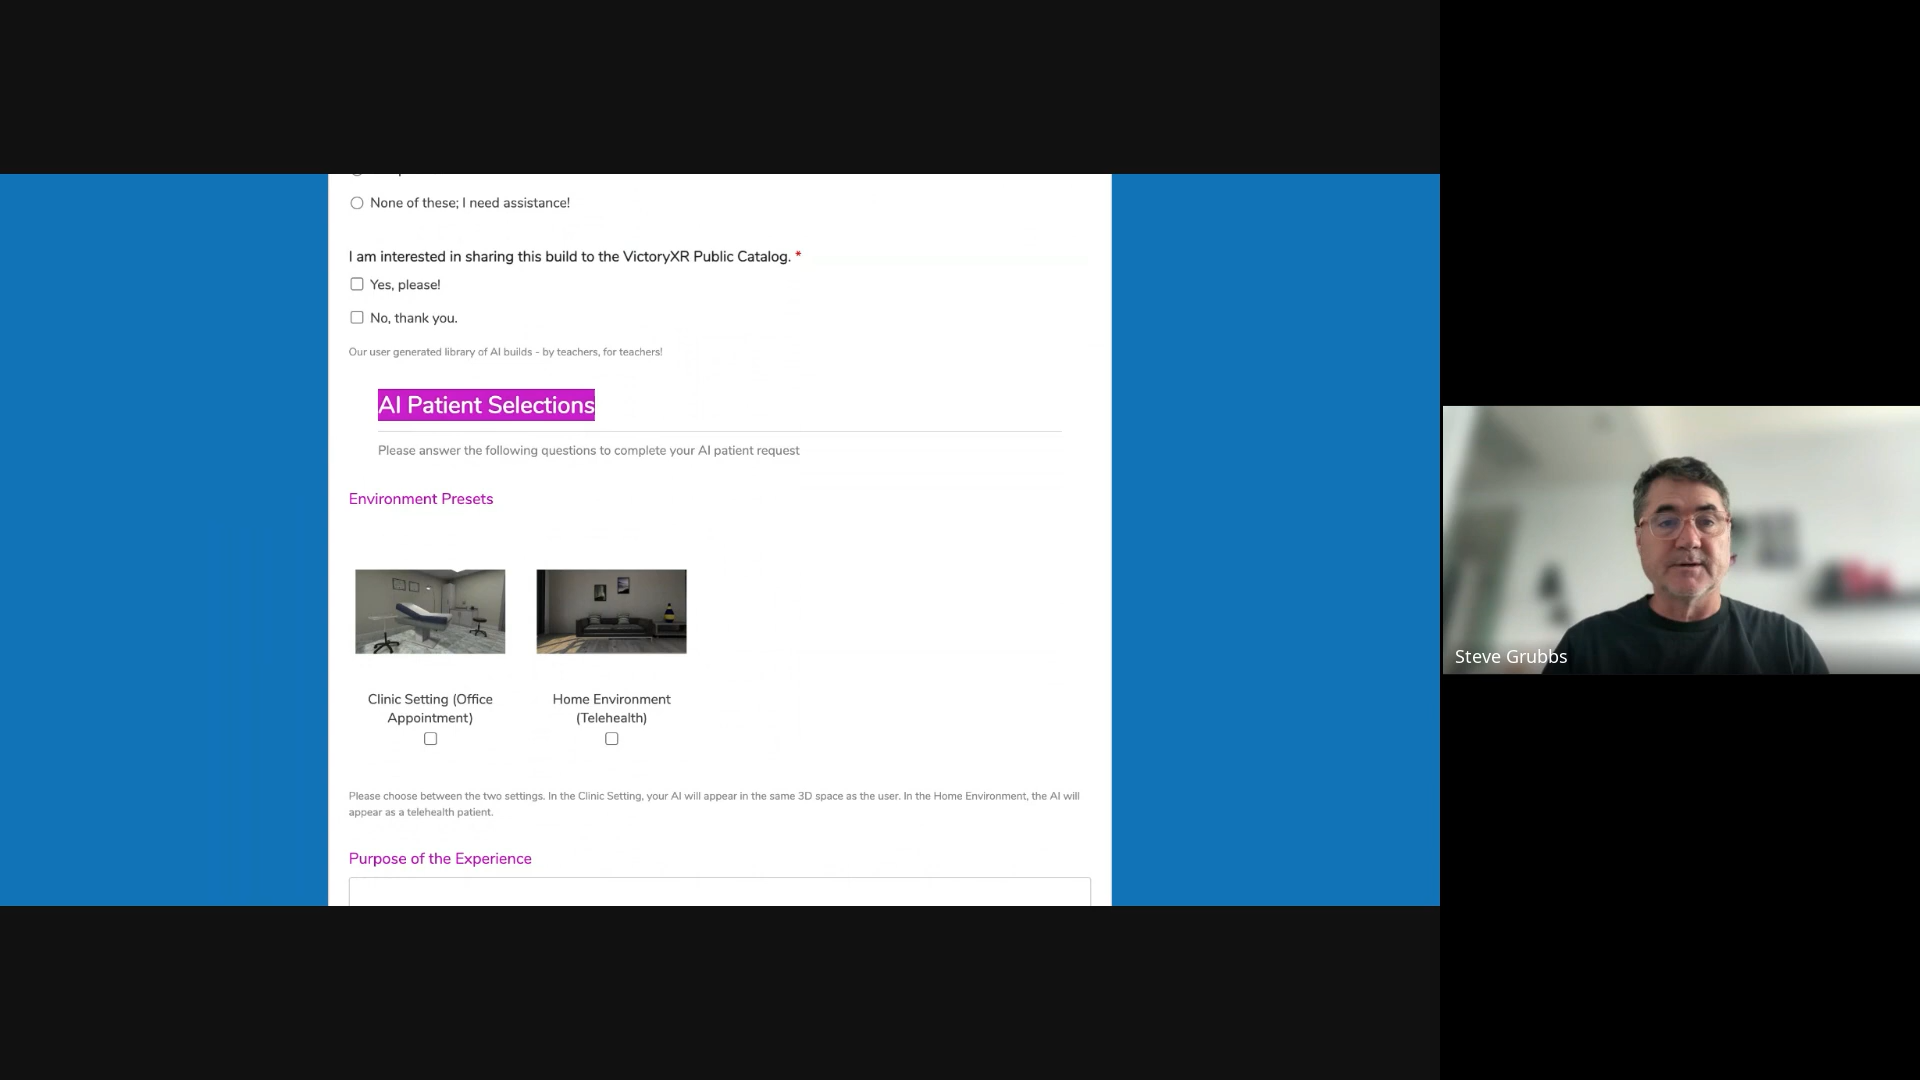 None of these; I need assistance!
I am interested in sharing this build to the VictoryXR Public Catalog. *
Yes, please!
No, thank you.
Our user generated library of AI builds - by teachers, for teachers!
AI Patient Selections
Please answer the following questions to complete your AI patient request
Environment Presets
Clinic Setting (Office
Appointment)
Home Environment
(Telehealth)
Please choose between the two settings. In the Clinic Setting, your AI will appear in the same 3D space as the user. In the Home Environment, the AI will
appear as a telehealth patient.
Purpose of the Experience
Steve Grubbs